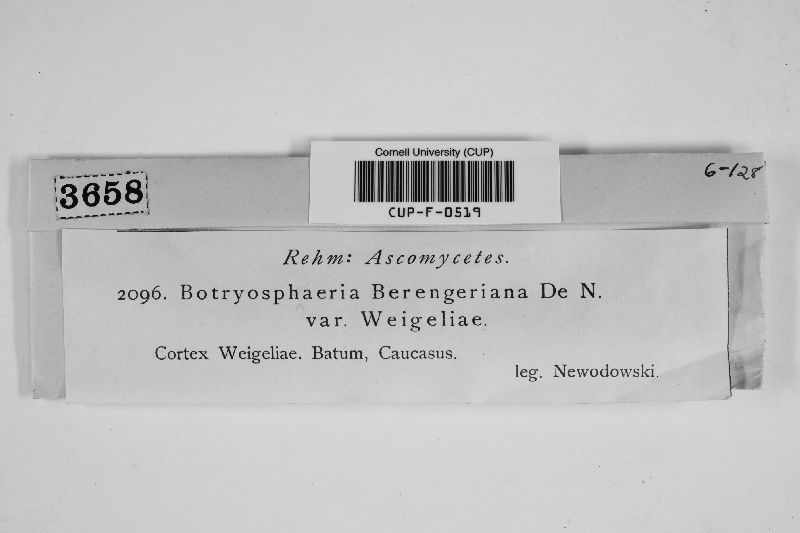 Cornell University (CUP)
CUP-F-0519
3658
6-128
Rehm: Ascomycetes.
2096. Botryosphaeria Berengeriana De N.
var. Weigeliae.
Cortex Weigeliae. Batum, Caucasus.
leg. Newodowski.